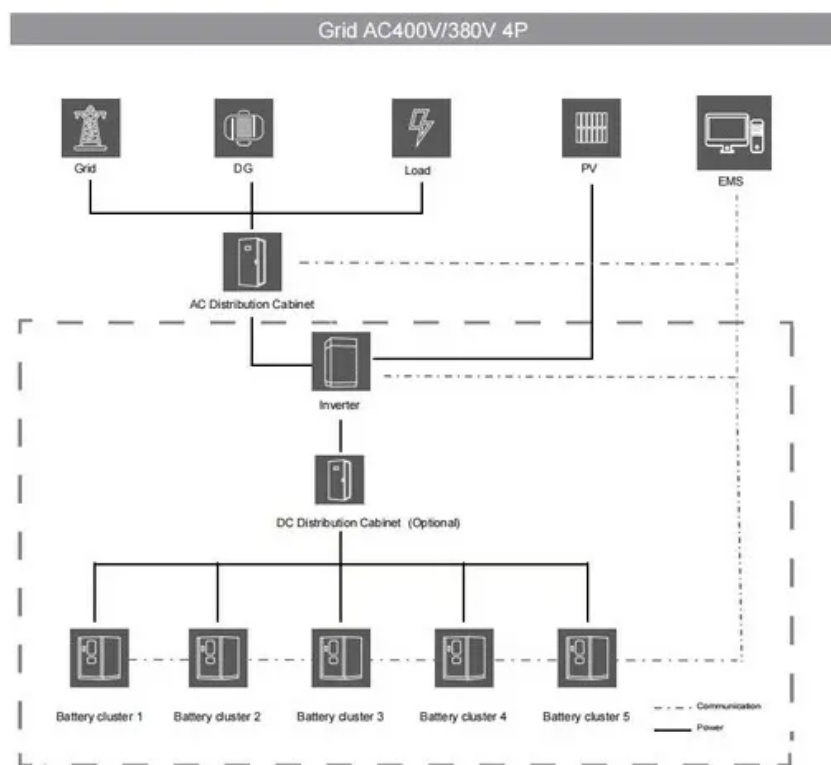 Grid AC400V/380V 4P
Grid
DG
Load
PV
EMS
AC Distribution Cabinet
Inverter
DC Distribution Cabinet (Optional)
Battery cluster 1
Battery cluster 2
Battery cluster 3
Battery cluster 4
Battery cluster 5
Communication
Power